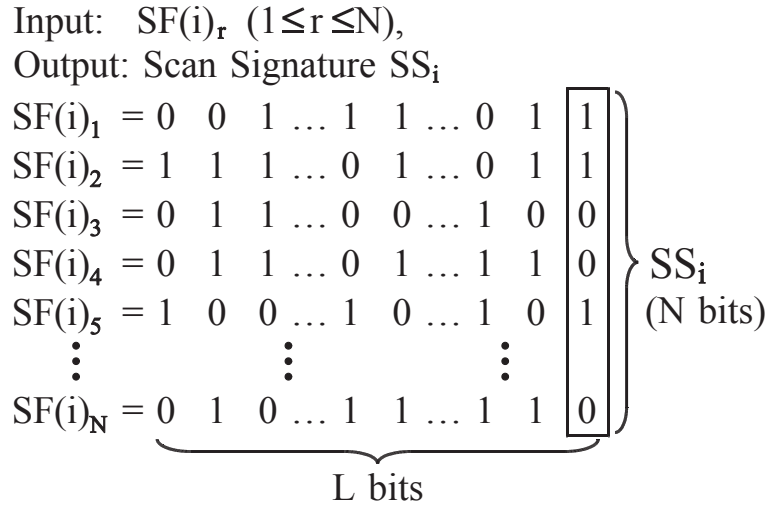 Input: SF(i)r (1≤r≤N),
Output: Scan Signature SSi
SF(i)1 = 0 0 1 ... 1 1 ... 0 1 1
SF(i)2 = 1 1 1 ... 0 1 ... 0 1 1
SF(i)3 = 0 1 1 ... 0 0 ... 1 0 0
SF(i)4 = 0 1 1 ... 0 1 ... 1 1 0
SF(i)5 = 1 0 0 ... 1 0 ... 1 0 1
SSi
(N bits)
⋮ ⋮ ⋮
SF(i)N = 0 1 0 ... 1 1 ... 1 1 0
L bits